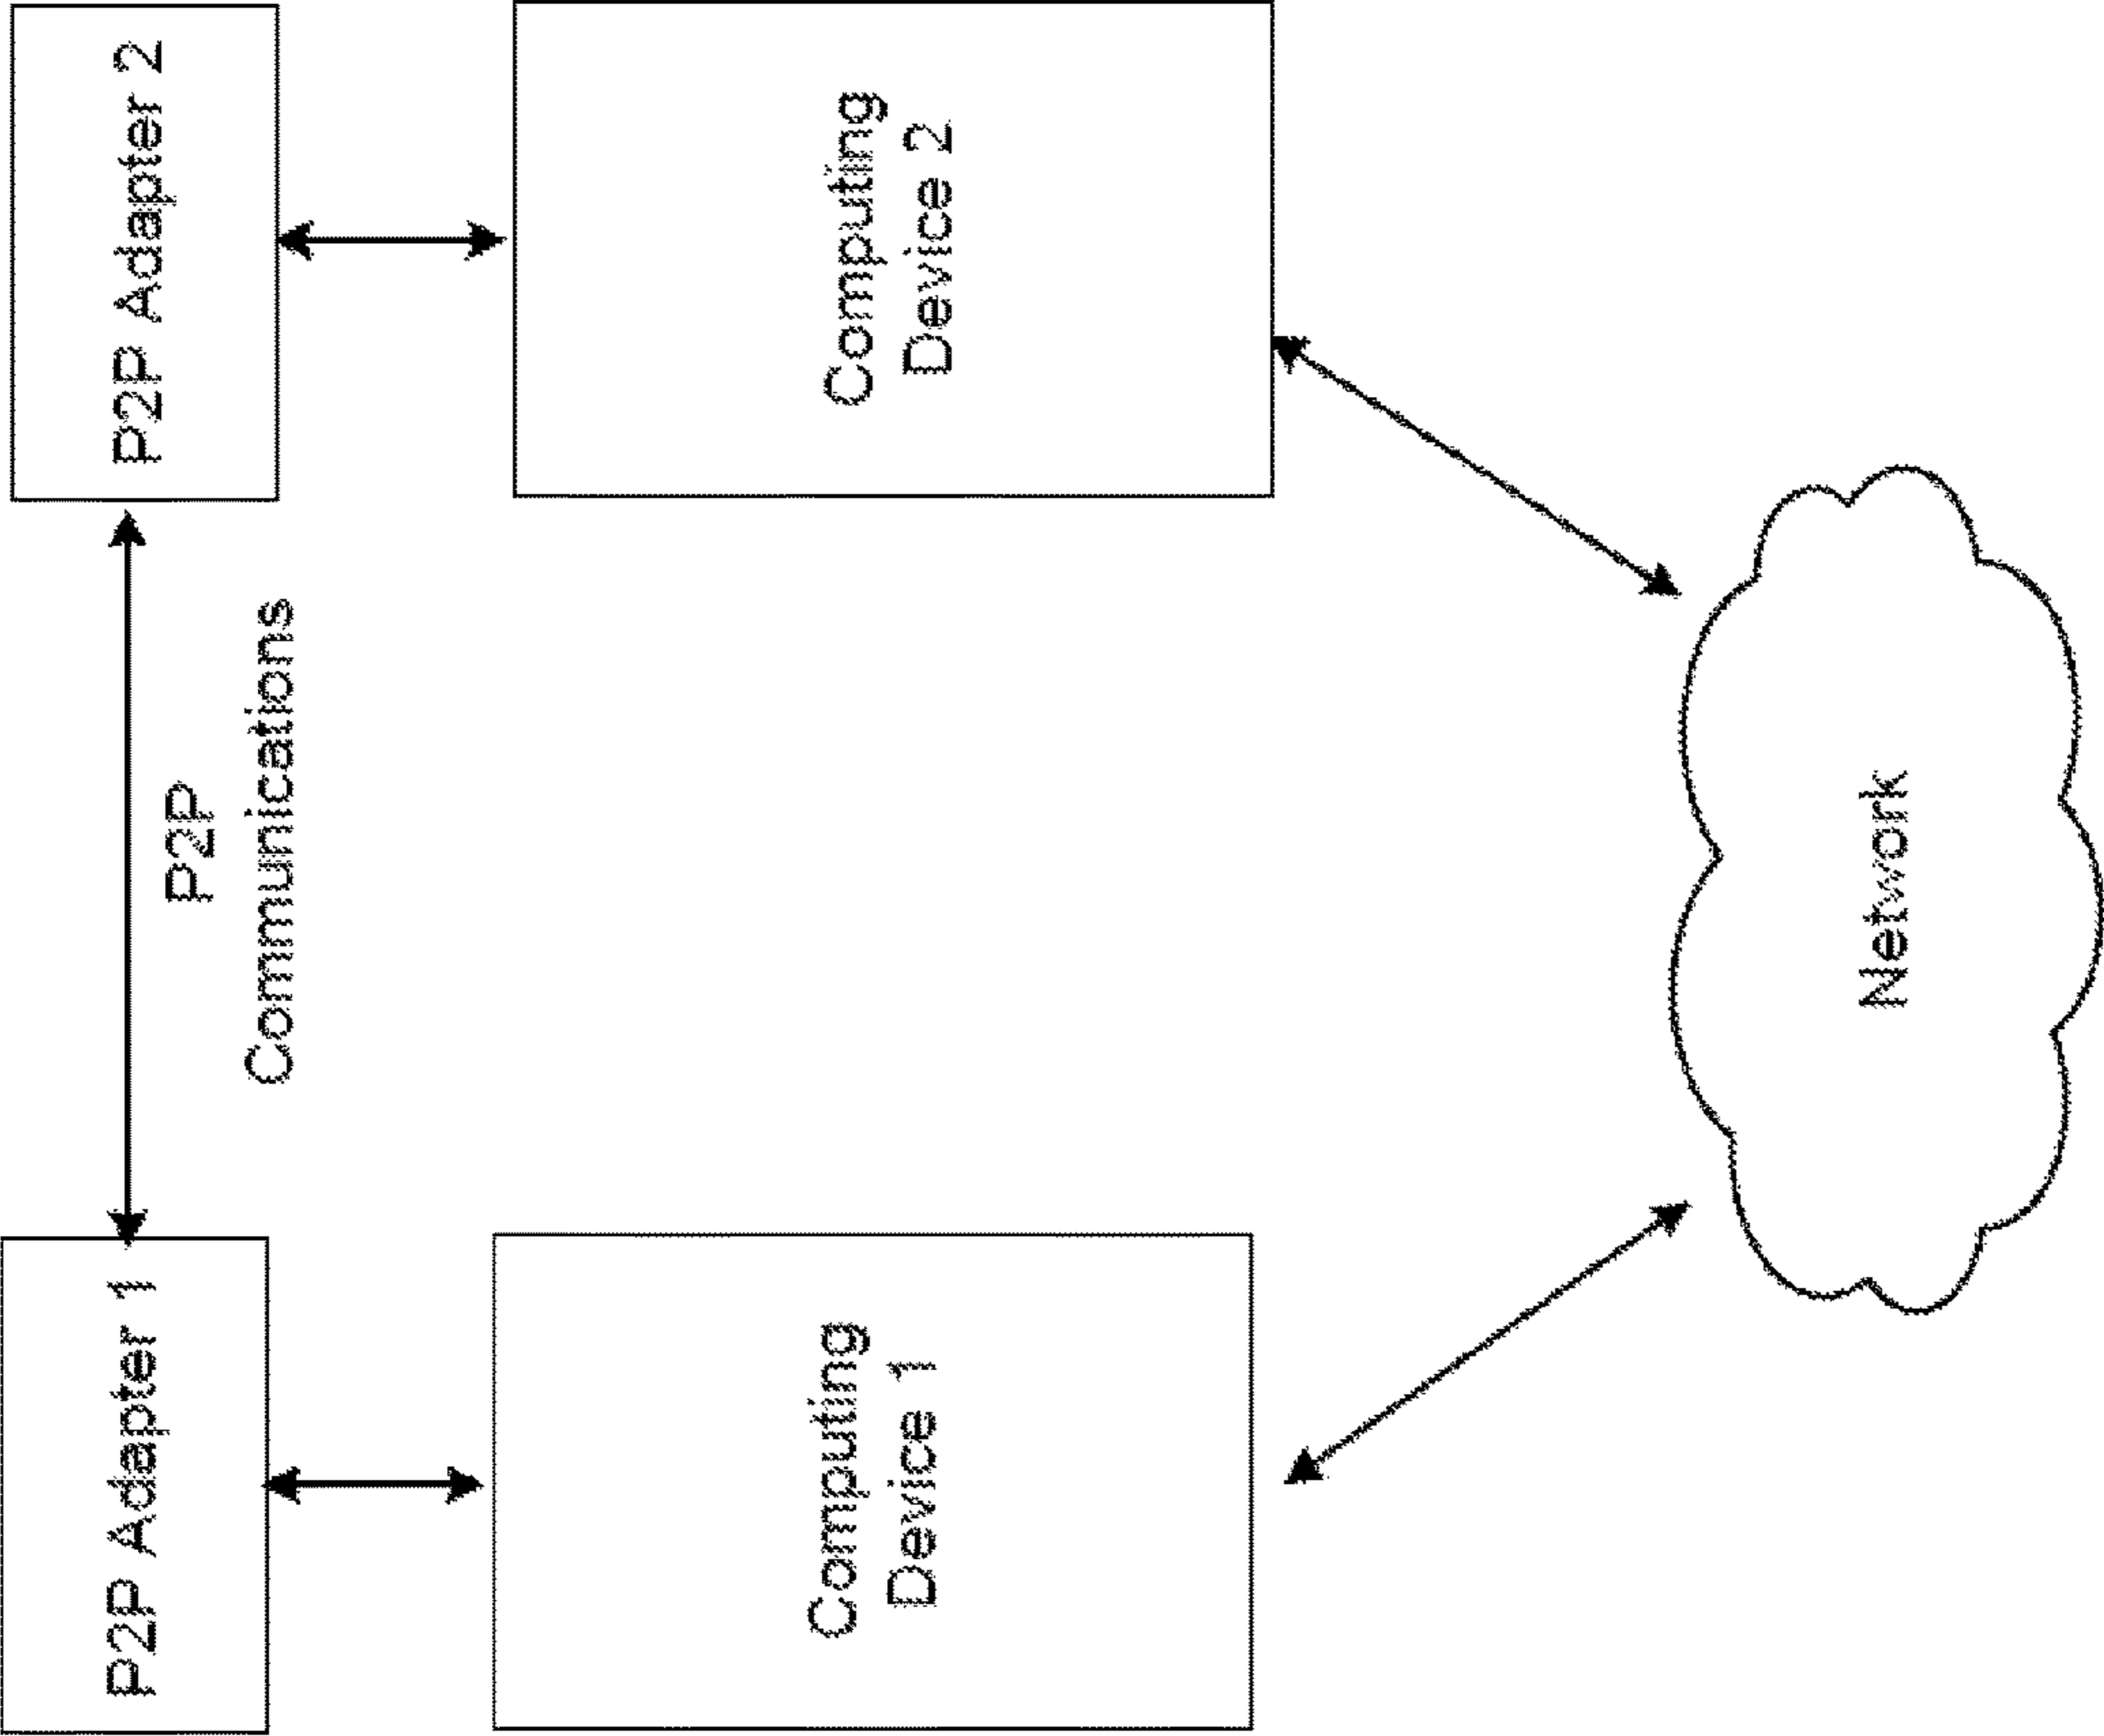 P2P Adapter 1
P2P
Communications
P2P Adapter 2
Computing
Device 1
Computing
Device 2
Network